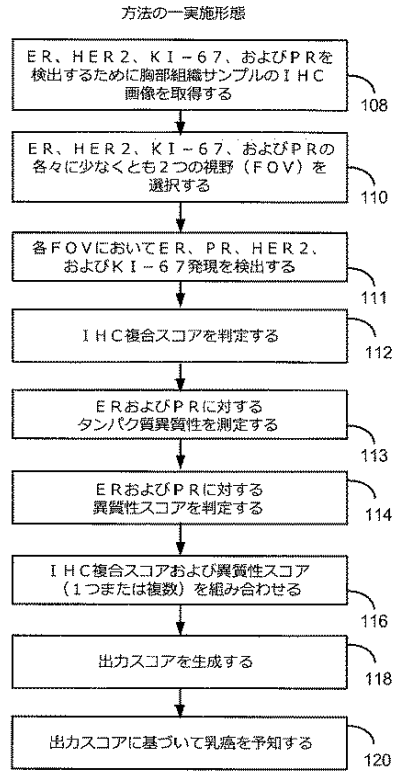 方法の一実施形態
ＥＲ、ＨＥＲ２、ＫＩ－６７、およびＰＲを
検出するために胸部組織サンプルのＩＨＣ
画像を取得する
108
ＥＲ、ＨＥＲ２、ＫＩ－６７、およびＰＲの
各々に少なくとも２つの視野（ＦＯＶ）を
選択する
110
各ＦＯＶにおいてＥＲ、ＰＲ、ＨＥＲ２、
およびＫＩ－６７発現を検出する
111
ＩＨＣ複合スコアを判定する
112
ＥＲおよびＰＲに対する
タンパク質異質性を測定する
113
ＥＲおよびＰＲに対する
異質性スコアを判定する
114
ＩＨＣ複合スコアおよび異質性スコア
（１つまたは複数）を組み合わせる
116
出力スコアを生成する
118
出力スコアに基づいて乳癌を予知する
120